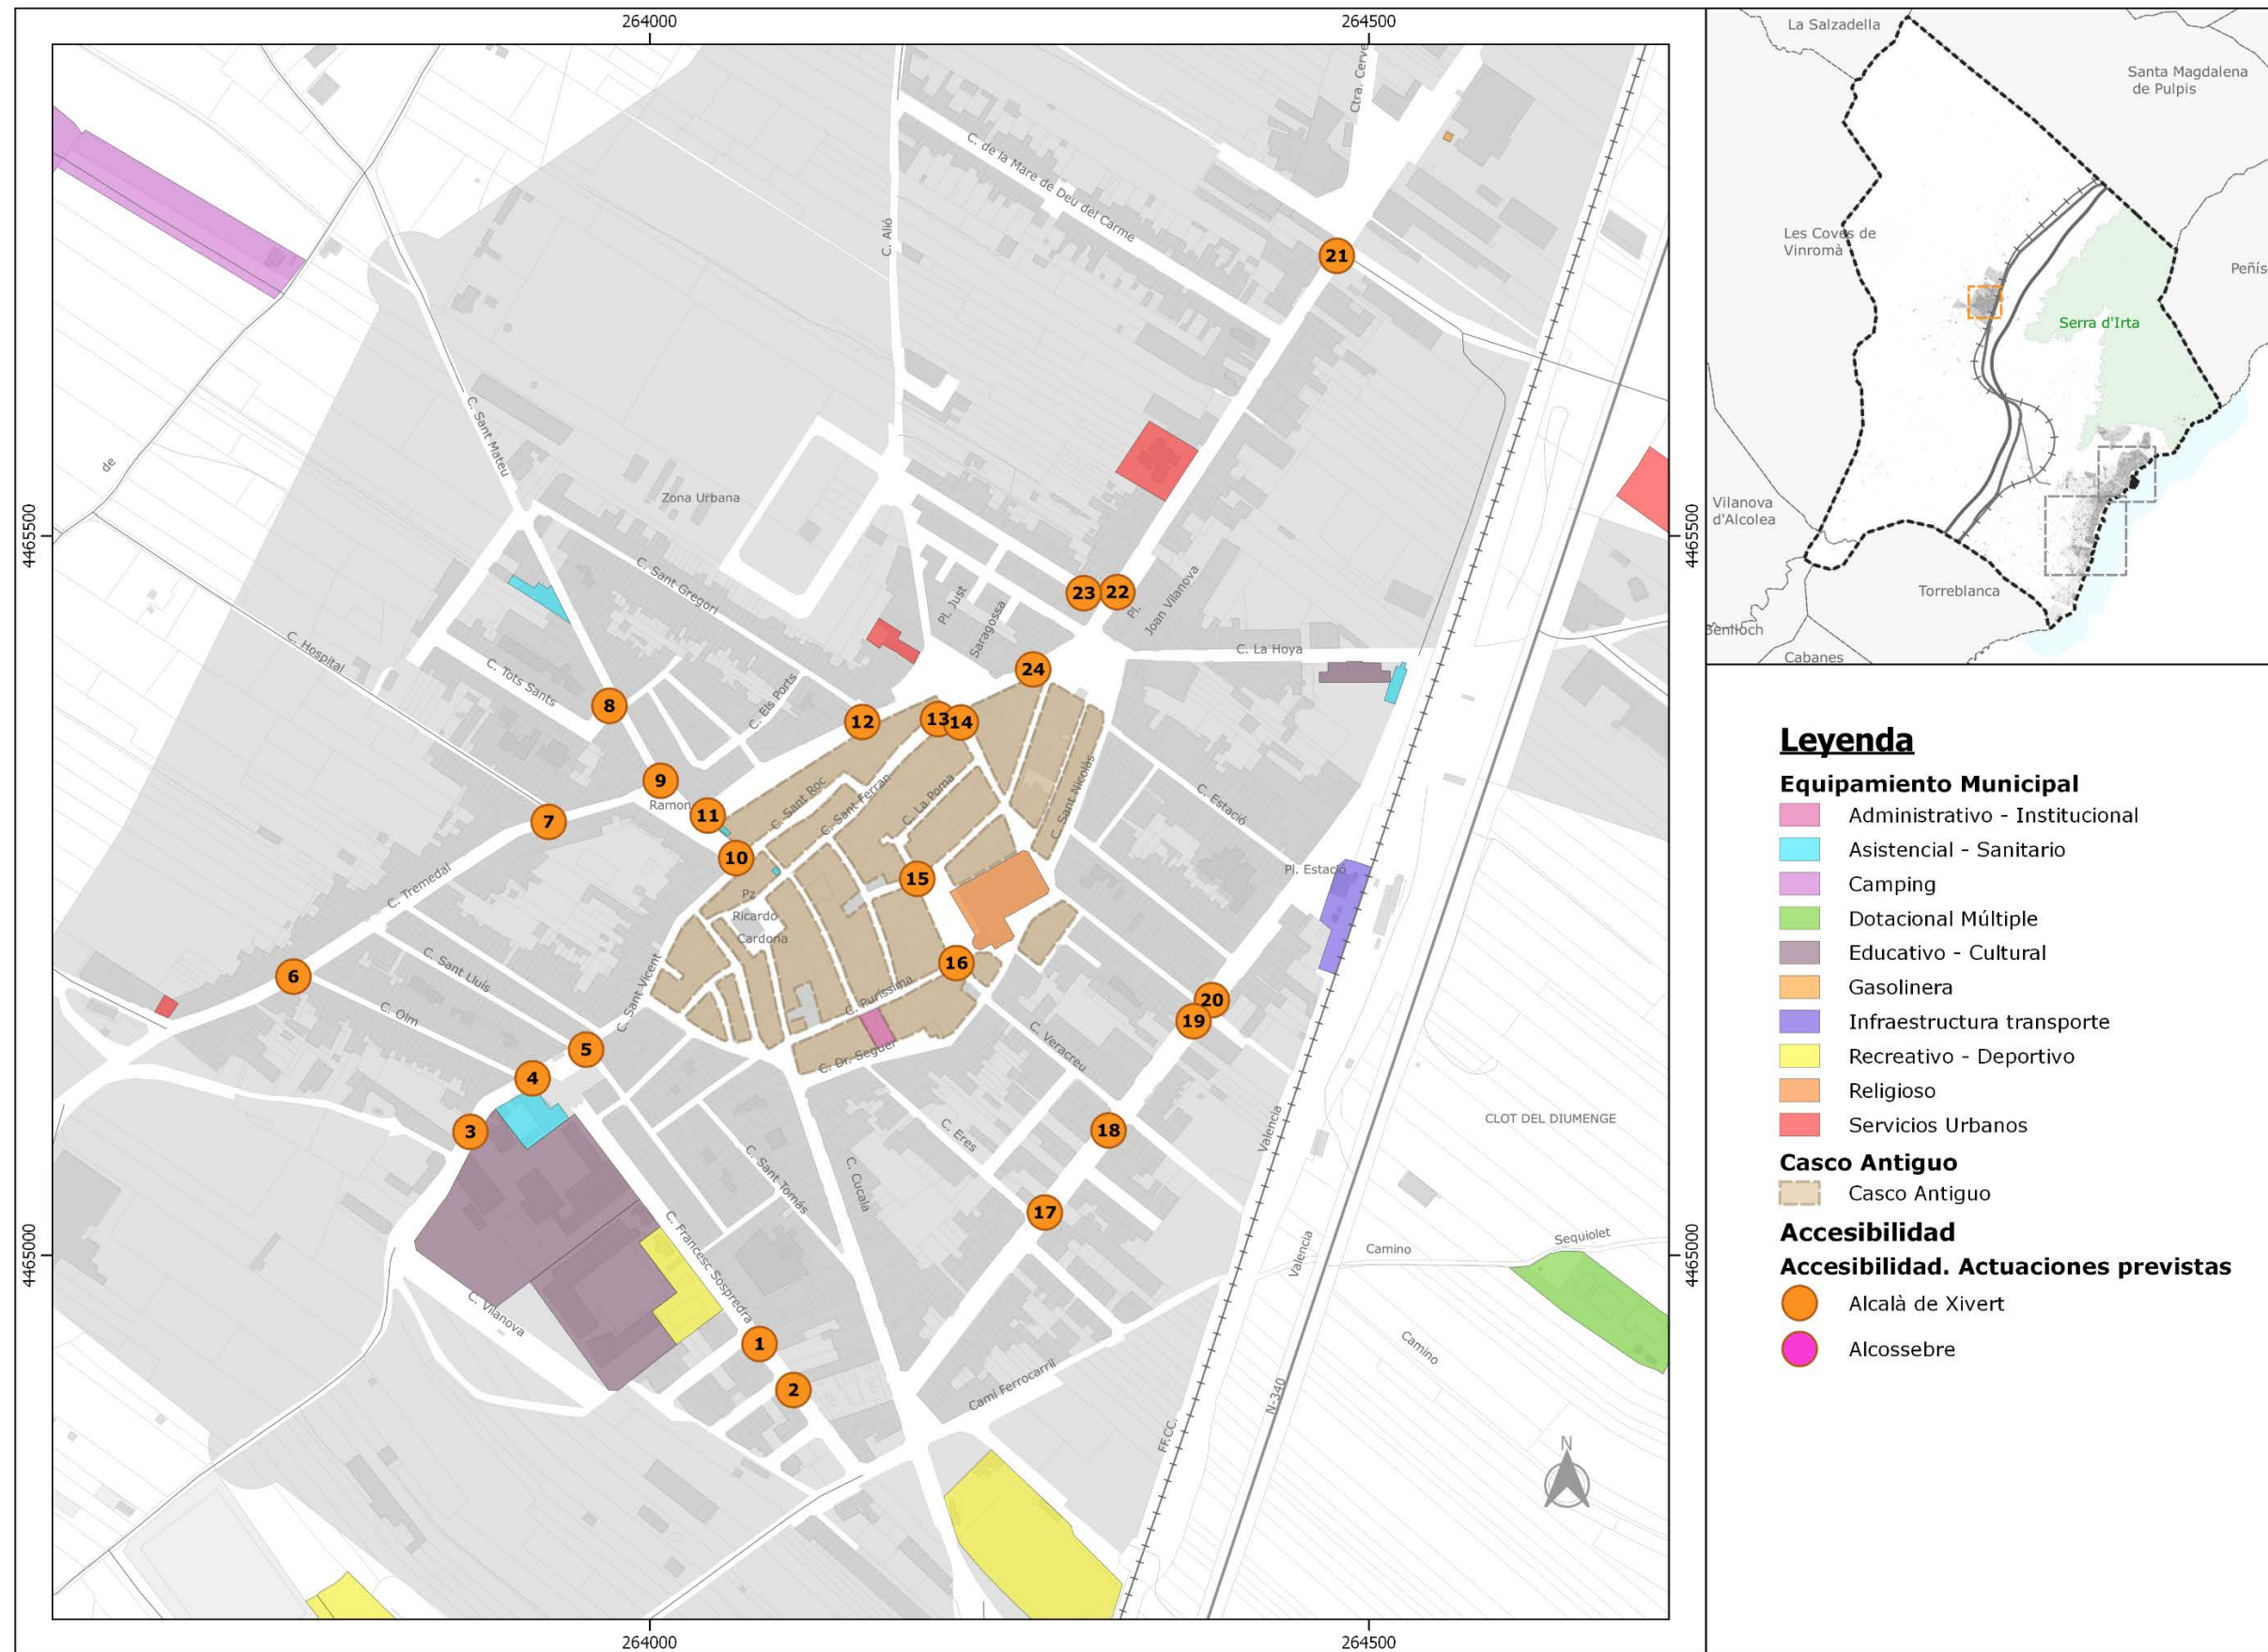 264000
264500
4465500
4465500
4465000
4465000
264000
264500
Ctra. Cerve
C. de la Mare de Deu del Carme
C. Alió
21
C. Sant Mateu
de
Zona Urbana
C. Sant Gregori
Pl. Just
Saragossa
23
22
Pl.
Joan Vilanova
C. Hospital
C. Tots Sants
C. La Hoya
24
8
C. Els Ports
12
13
14
9
Ramon
11
C. Sant Roc
C. Sant Ferran
C. La Poma
C. Sant Nicolàs
C. Estació
7
10
Pl. Estació
15
Pz
Ricardo
Cardona
C. Tremedal
C. Sant Lluís
6
C. Olm
C. Sant Vicent
16
C. Puríssima
20
19
C. Dr. Seguer
C. Veracreu
5
4
3
C. Eres
18
Valencia
CLOT DEL DIUMENGE
C. Sant Tomás
C. Cucala
17
C. Francesc Sospredra
Valencia
Camino
Sequiolet
C. Vilanova
1
2
Camí Ferrocarril
Camino
N-340
FF.CC.
N
La Salzadella
Santa Magdalena
de Pulpis
Les Coves de
Vinromà
Peñís
Serra d'Irta
Vilanova
d'Alcolea
Torreblanca
Benlloch
Cabanes
Leyenda
Equipamiento Municipal
Administrativo - Institucional
Asistencial - Sanitario
Camping
Dotacional Múltiple
Educativo - Cultural
Gasolinera
Infraestructura transporte
Recreativo - Deportivo
Religioso
Servicios Urbanos
Casco Antiguo
Casco Antiguo
Accesibilidad
Accesibilidad. Actuaciones previstas
Alcalà de Xivert
Alcossebre